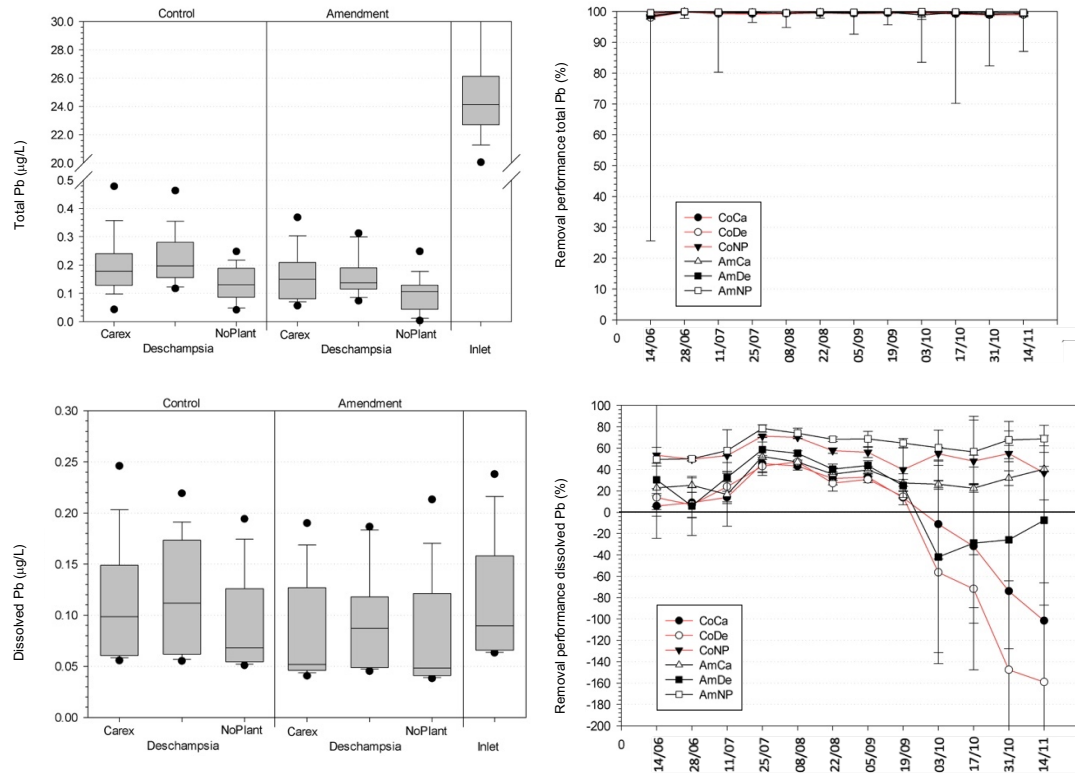 Control Amendment
Total Pb (µg/L)
30.0
28.0
26.0
24.0
22.0
20.0
0.5
0.4
0.3
0.2
0.1
0.0
Carex NoPlant Carex NoPlant
Deschampsia Deschampsia Inlet
Removal performance total Pb (%)
100
90
80
70
60
100
90
80
70
60
50
40
30
20
10
0
CoCa
CoDe
CoNP
AmCa
AmDe
AmNP
0 14/06 28/06 11/07 25/07 08/08 22/08 05/09 19/09 03/10 17/10 31/10 14/11
Control Amendment
Dissolved Pb (µg/L)
0.30
0.25
0.20
0.15
0.10
0.05
0.00
Carex NoPlant Carex NoPlant
Deschampsia Deschampsia Inlet
Removal performance dissolved Pb (%)
100
80
60
40
20
0
-20
-40
-60
-80
-100
-120
-140
-160
-180
-200
CoCa
CoDe
CoNP
AmCa
AmDe
AmNP
0 14/06 28/06 11/07 25/07 08/08 22/08 05/09 19/09 03/10 17/10 31/10 14/11